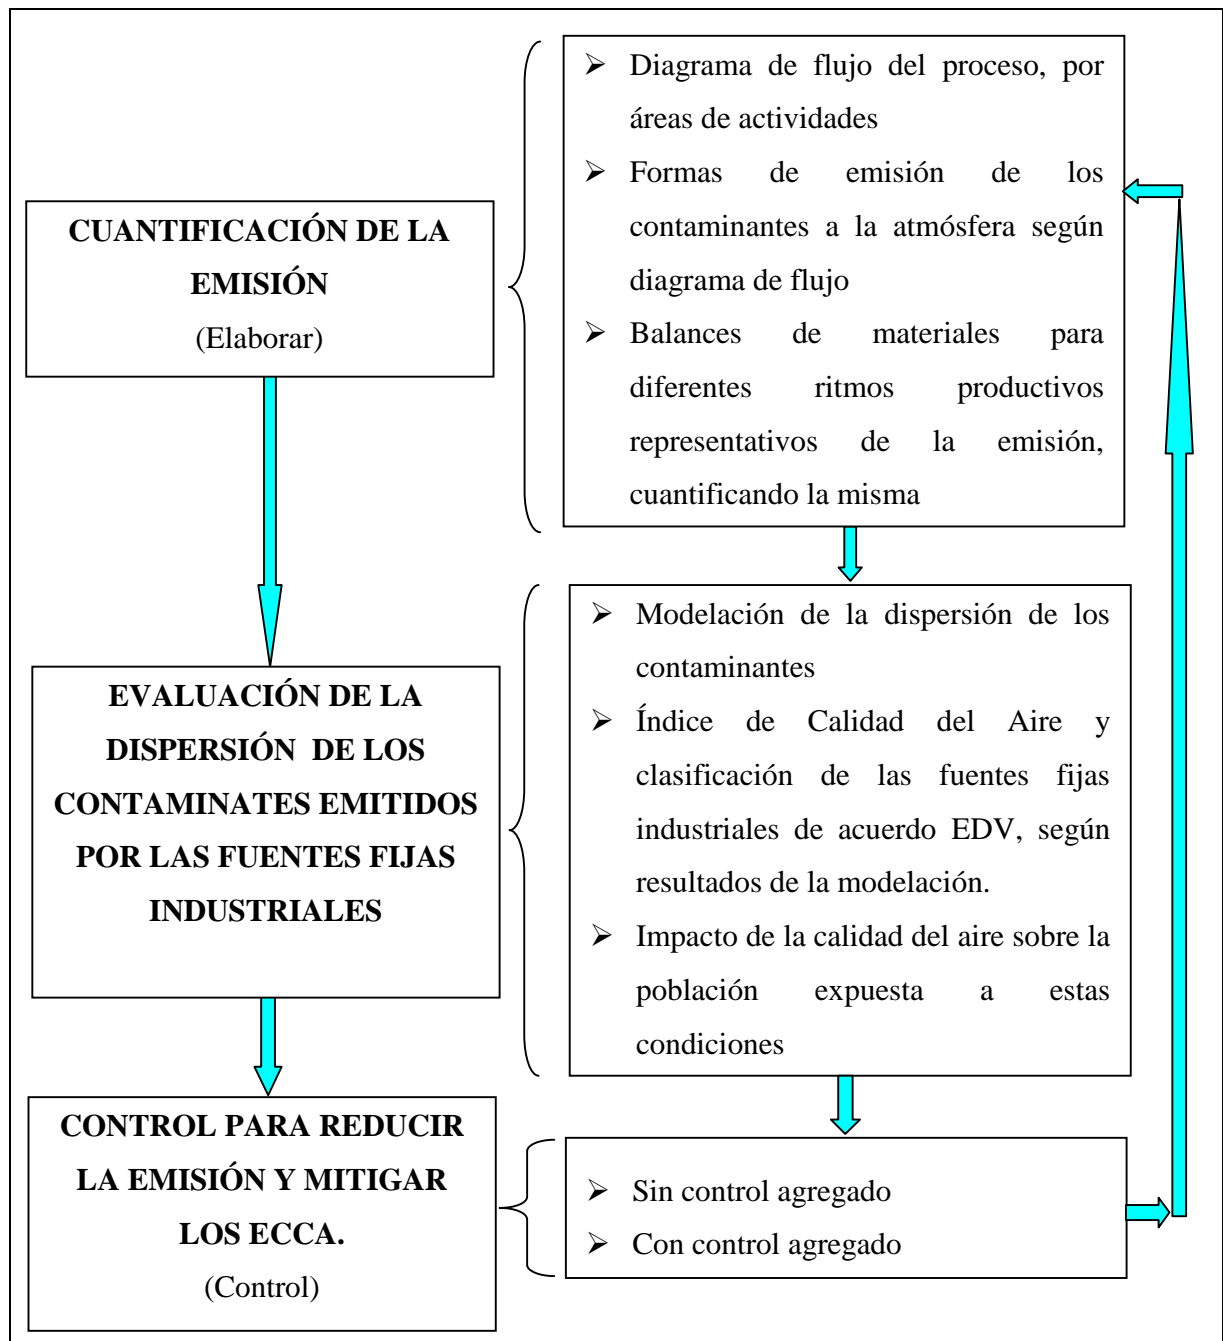 CUANTIFICACIÓN DE LA
EMISIÓN
(Elaborar)
➢ Diagrama de flujo del proceso, por
áreas de actividades
➢ Formas de emisión de los
contaminantes a la atmósfera según
diagrama de flujo
➢ Balances de materiales para
diferentes ritmos productivos
representativos de la emisión,
cuantificando la misma
EVALUACIÓN DE LA
DISPERSIÓN DE LOS
CONTAMINATES EMITIDOS
POR LAS FUENTES FIJAS
INDUSTRIALES
➢ Modelación de la dispersión de los
contaminantes
➢ Índice de Calidad del Aire y
clasificación de las fuentes fijas
industriales de acuerdo EDV, según
resultados de la modelación.
➢ Impacto de la calidad del aire sobre la
población expuesta a estas
condiciones
CONTROL PARA REDUCIR
LA EMISIÓN Y MITIGAR
LOS ECCA.
(Control)
➢ Sin control agregado
➢ Con control agregado